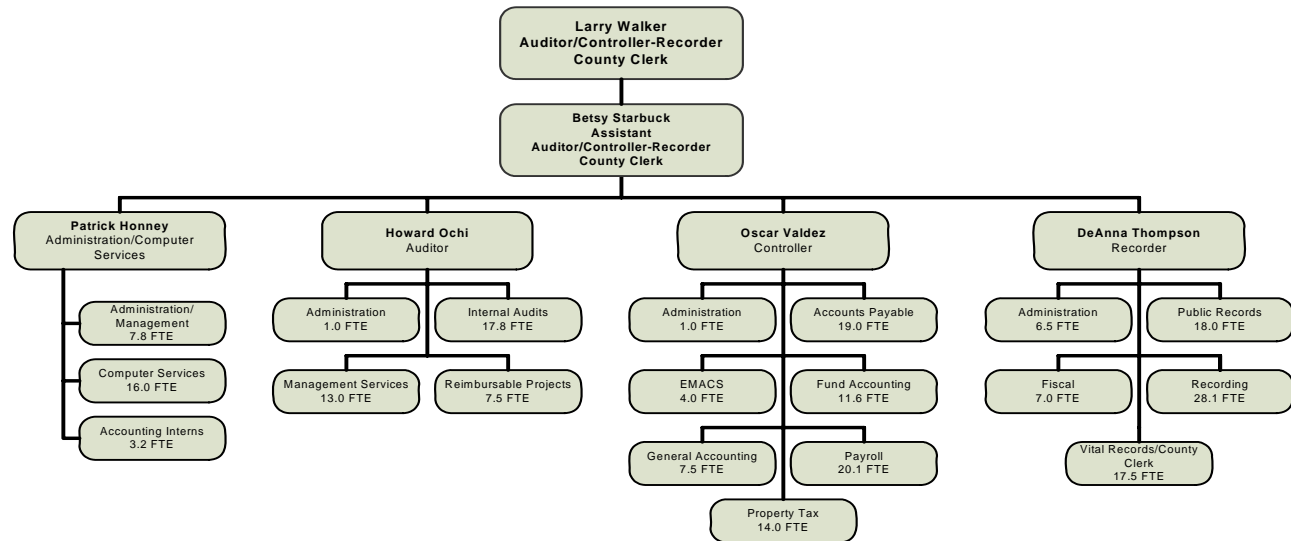 Larry Walker
Auditor/Controller-Recorder
County Clerk
Betsy Starbuck
Assistant
Auditor/Controller-Recorder
County Clerk
Patrick Honney
Administration/Computer
Services
Howard Ochi
Auditor
Oscar Valdez
Controller
DeAnna Thompson
Recorder
Administration/
Management
7.8 FTE
Computer Services
16.0 FTE
Accounting Interns
3.2 FTE
Administration
1.0 FTE
Internal Audits
17.8 FTE
Management Services
13.0 FTE
Reimbursable Projects
7.5 FTE
Administration
1.0 FTE
Accounts Payable
19.0 FTE
EMACS
4.0 FTE
Fund Accounting
11.6 FTE
General Accounting
7.5 FTE
Payroll
20.1 FTE
Property Tax
14.0 FTE
Administration
6.5 FTE
Public Records
18.0 FTE
Fiscal
7.0 FTE
Recording
28.1 FTE
Vital Records/County
Clerk
17.5 FTE